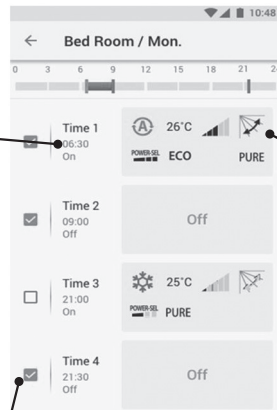 10:48
Bed Room / Mon.
0 3 6 9 12 15 18 21
Time 1
06:30
On
A 26°C
POWER-SEL ECO PURE
Time 2
09:00
Off
Off
Time 3
21:00
On
25°C
POWER-SEL PURE
Time 4
21:30
Off
Off